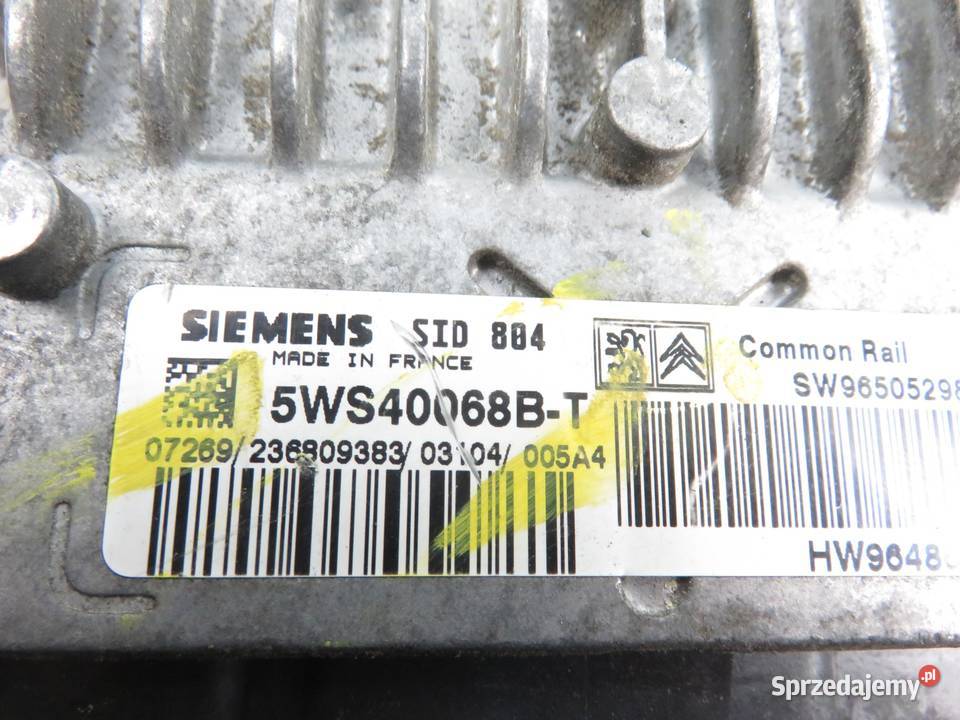 SIEMENS SID 804
MADE IN FRANCE
5WS40068B-T
07269/236809383/03104/005A4
Common Rail
SW96505298
HW9648
Sprzedajemy.pl